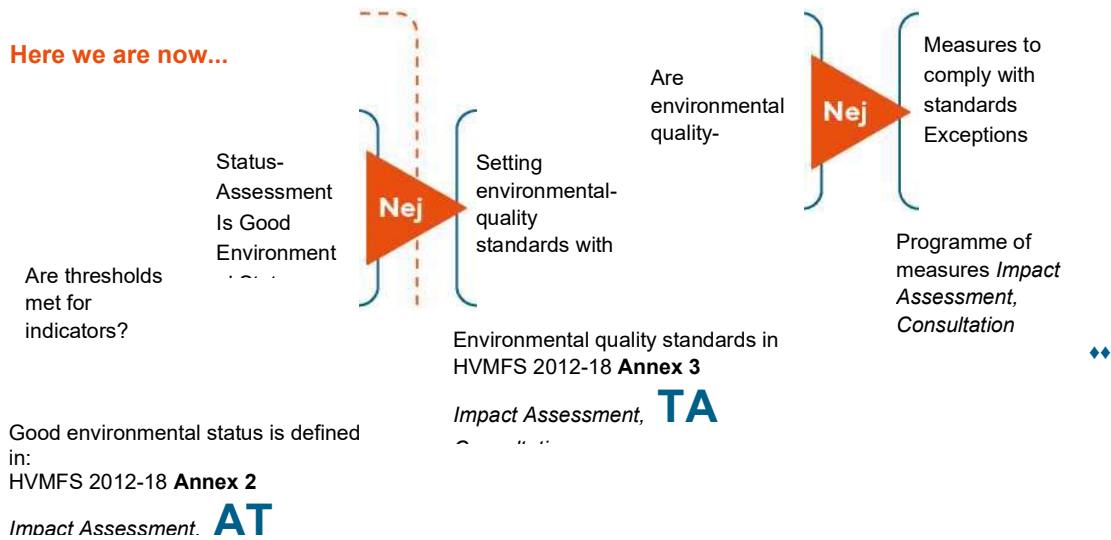 Here we are now...
Are thresholds
met for
indicators?
Good environmental status is defined
in:
HVMFS 2012-18 Annex 2
Impact Assessment, AT
Status-
Assessment
Is Good
Environment
Nej
Setting
environmental-
quality
standards with
Environmental quality standards in
HVMFS 2012-18 Annex 3
Impact Assessment, TA
Are
environmental
quality-
Nej
Measures to
comply with
standards
Exceptions
Programme of
measures Impact
Assessment,
Consultation